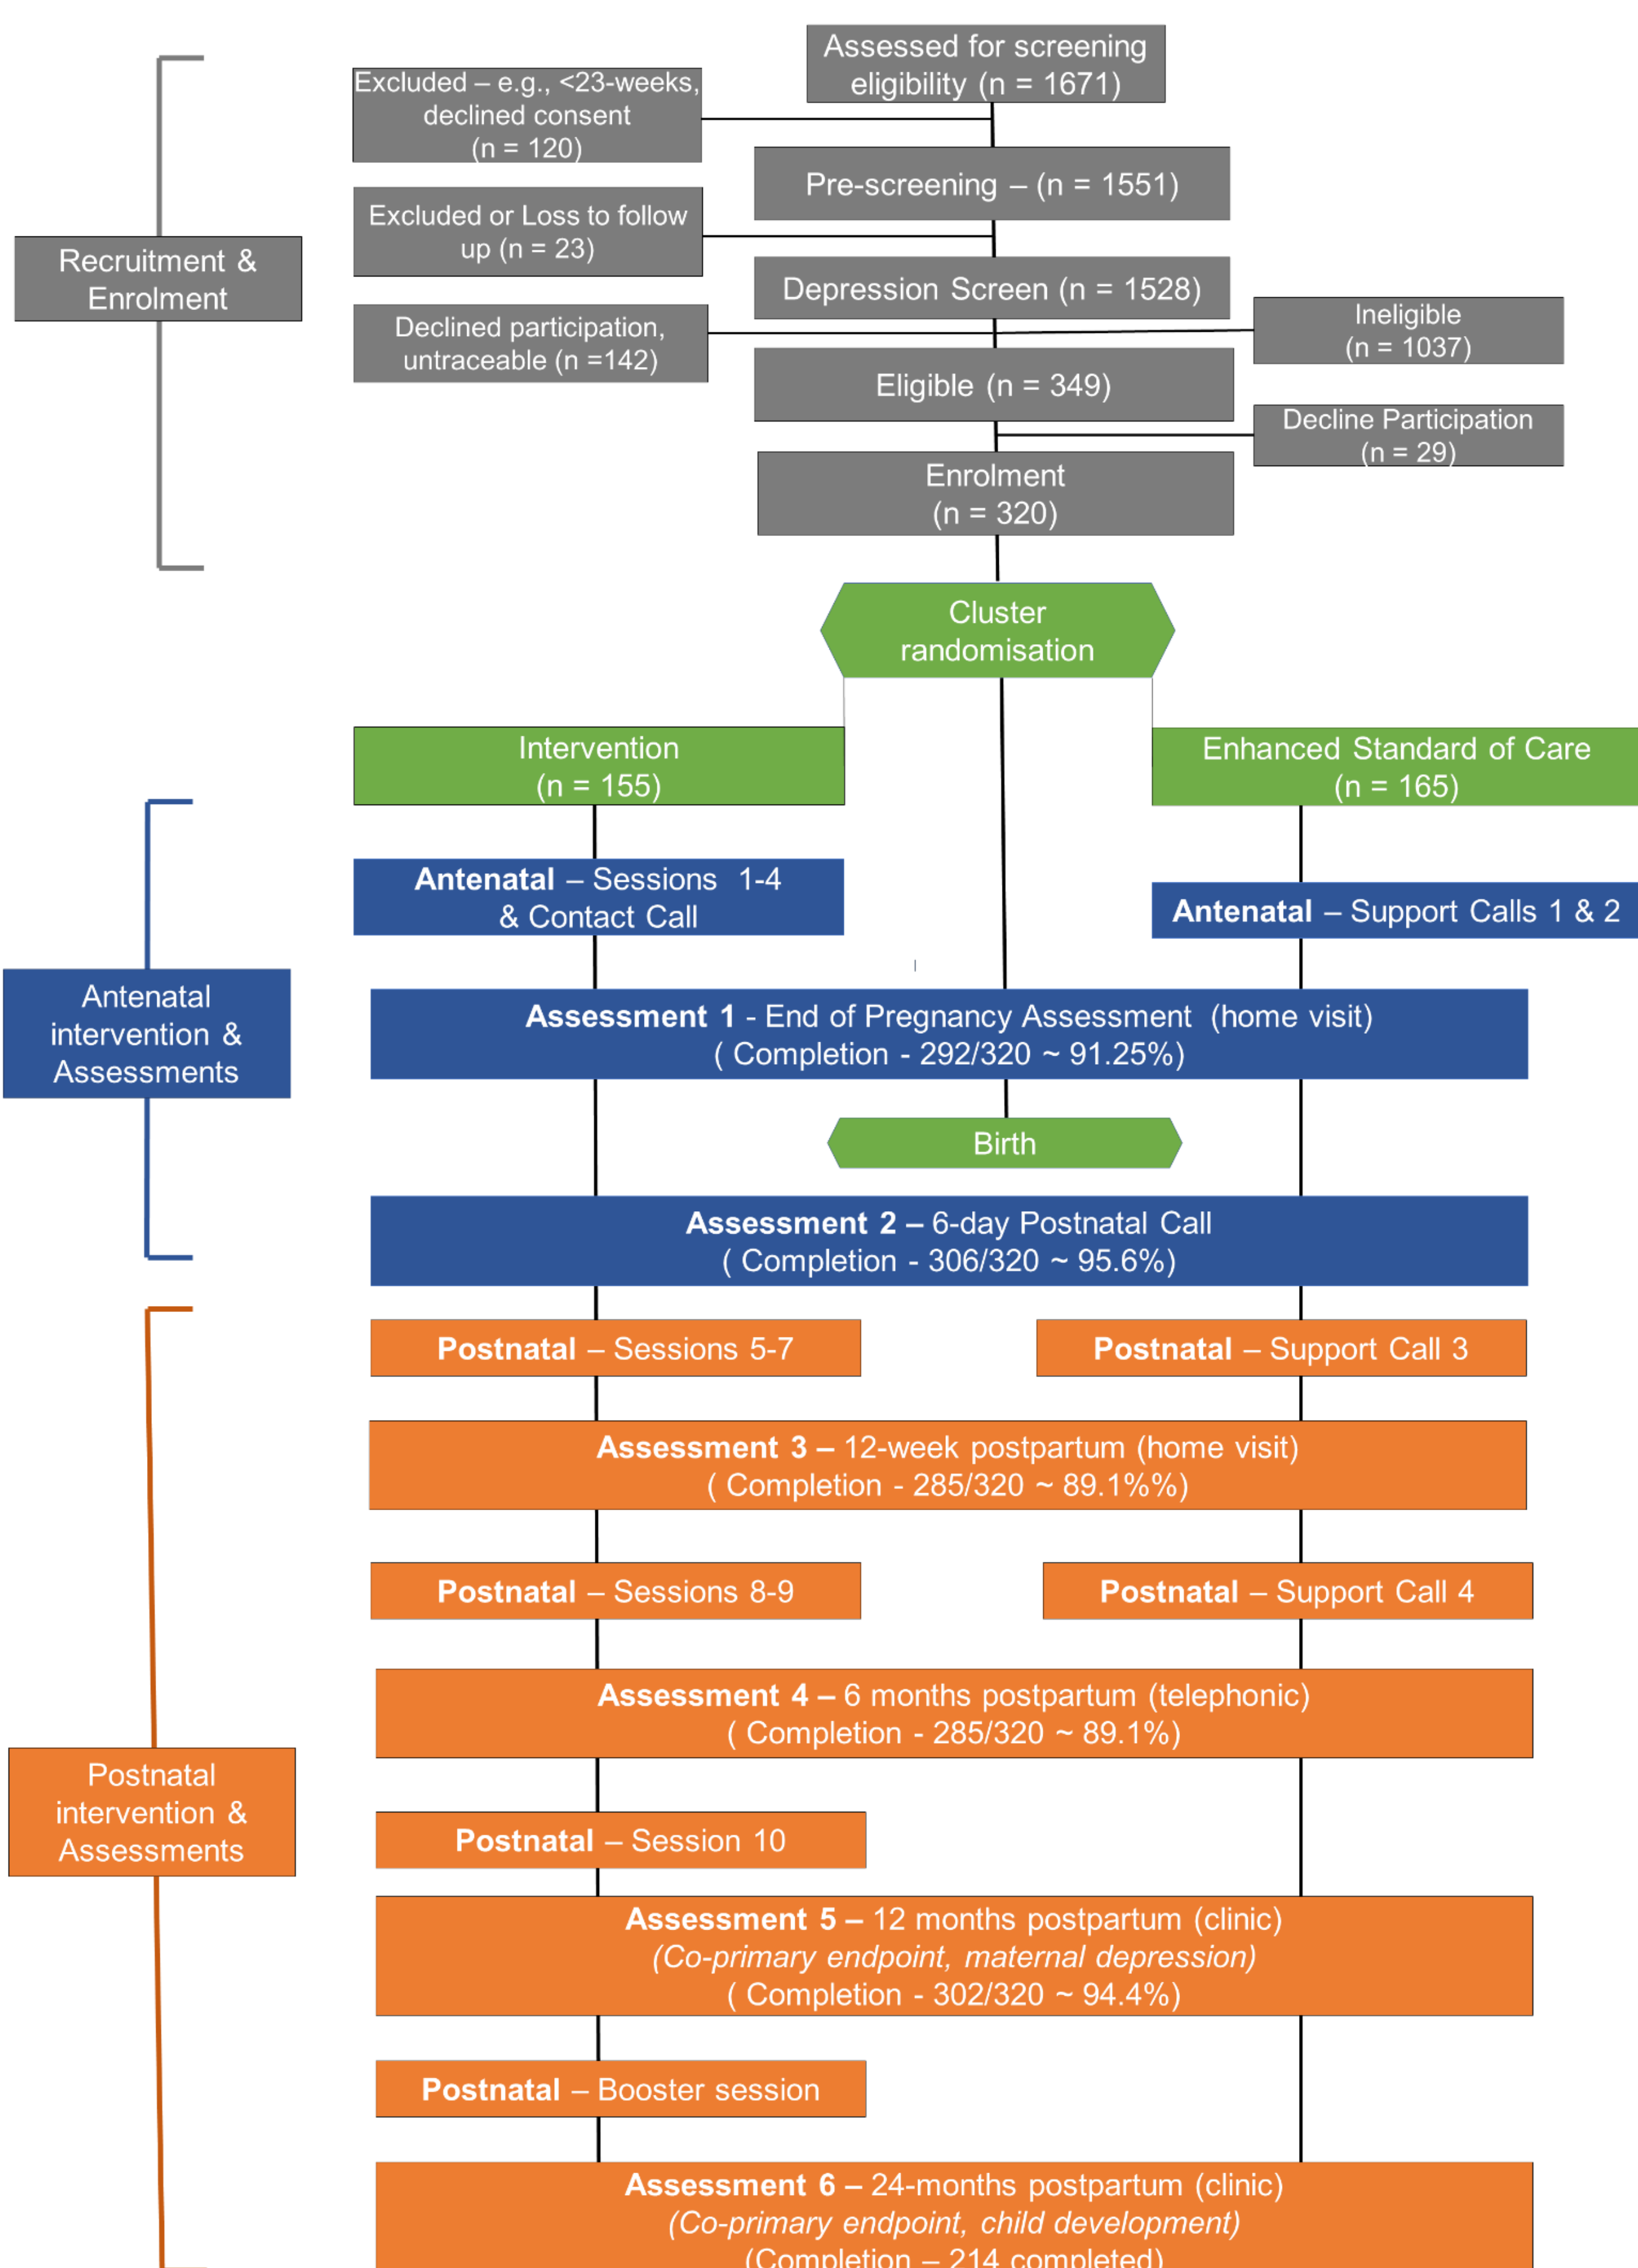 Assessed for screening
eligibility (n = 1671)
Excluded – e.g., <23-weeks,
declined consent
(n = 120)
Pre-screening – (n = 1551)
Excluded or Loss to follow
up (n = 23)
Recruitment &
Enrolment
Depression Screen (n = 1528)
Declined participation,
untraceable (n =142)
Ineligible
(n = 1037)
Eligible (n = 349)
Decline Participation
(n = 29)
Enrolment
(n = 320)
Cluster
randomisation
Intervention
(n = 155)
Enhanced Standard of Care
(n = 165)
Antenatal – Sessions 1-4
& Contact Call
Antenatal – Support Calls 1 & 2
Antenatal
intervention &
Assessments
Assessment 1 - End of Pregnancy Assessment (home visit)
( Completion - 292/320 ~ 91.25%)
Birth
Assessment 2 – 6-day Postnatal Call
( Completion - 306/320 ~ 95.6%)
Postnatal – Sessions 5-7
Postnatal – Support Call 3
Assessment 3 – 12-week postpartum (home visit)
( Completion - 285/320 ~ 89.1%%)
Postnatal – Sessions 8-9
Postnatal – Support Call 4
Assessment 4 – 6 months postpartum (telephonic)
( Completion - 285/320 ~ 89.1%)
Postnatal
intervention &
Assessments
Postnatal – Session 10
Assessment 5 – 12 months postpartum (clinic)
(Co-primary endpoint, maternal depression)
( Completion - 302/320 ~ 94.4%)
Postnatal – Booster session
Assessment 6 – 24-months postpartum (clinic)
(Co-primary endpoint, child development)
(Completion – 214 completed)